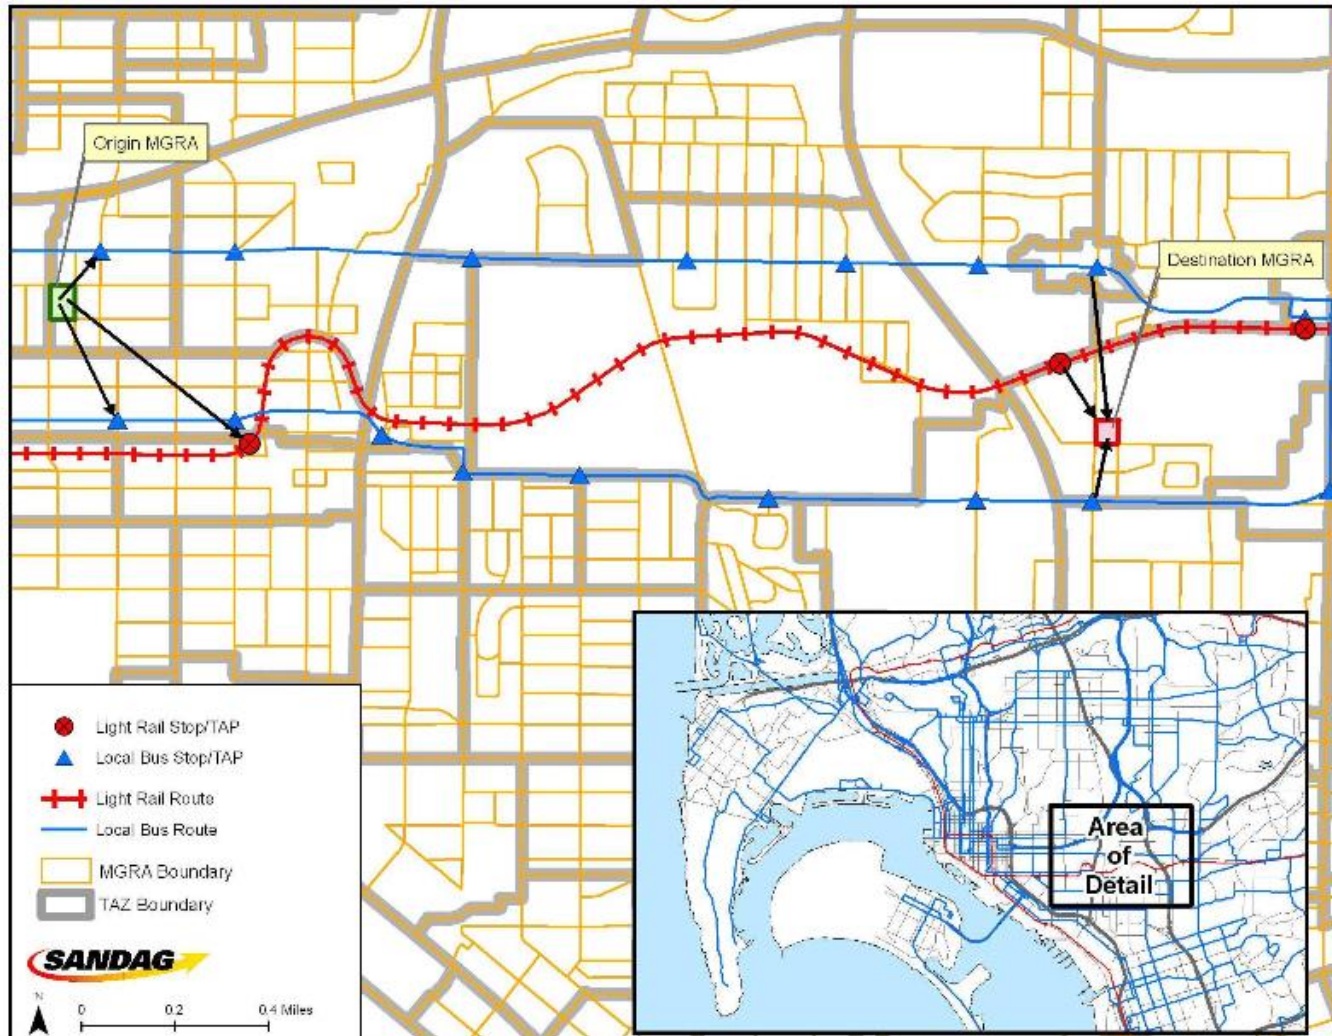 Origin MGRA
Destination MGRA
Light Rail Stop/TAP
Local Bus Stop/TAP
Light Rail Route
Local Bus Route
MGRA Boundary
TAZ Boundary
SANDAG
N
0 0.2 0.4 Miles
Area
of
Detail